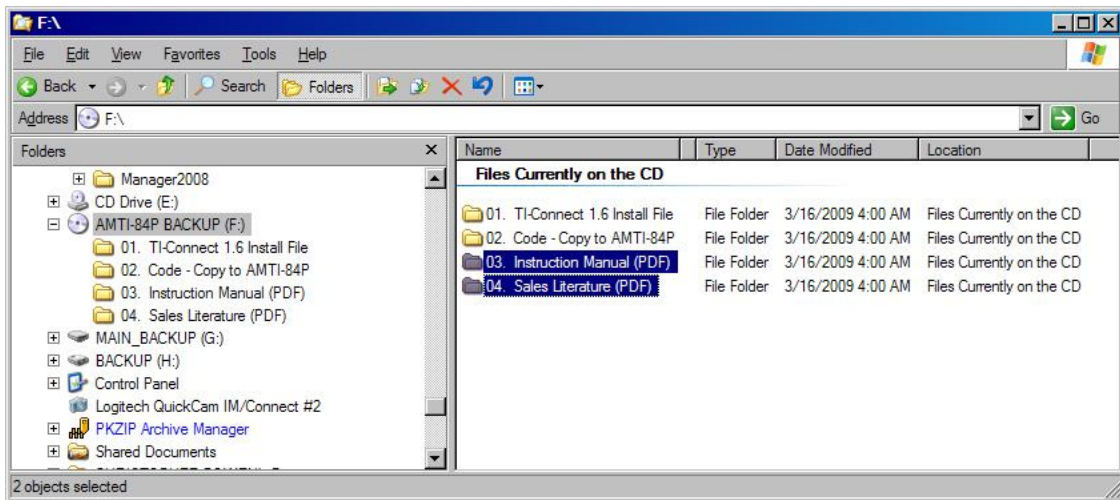 F:\
File Edit View Favorites Tools Help
Back Search Folders
Address F:\ Go
Folders x
Manager2008
CD Drive (E:)
AMTI-84P BACKUP (F:)
01. TI-Connect 1.6 Install File
02. Code - Copy to AMTI-84P
03. Instruction Manual (PDF)
04. Sales Literature (PDF)
MAIN_BACKUP (G:)
BACKUP (H:)
Control Panel
Logitech QuickCam IM/Connect #2
PKZIP Archive Manager
Shared Documents
Name Type Date Modified Location
Files Currently on the CD
01. TI-Connect 1.6 Install File File Folder 3/16/2009 4:00 AM Files Currently on the CD
02. Code - Copy to AMTI-84P File Folder 3/16/2009 4:00 AM Files Currently on the CD
03. Instruction Manual (PDF) File Folder 3/16/2009 4:00 AM Files Currently on the CD
04. Sales Literature (PDF) File Folder 3/16/2009 4:00 AM Files Currently on the CD
2 objects selected